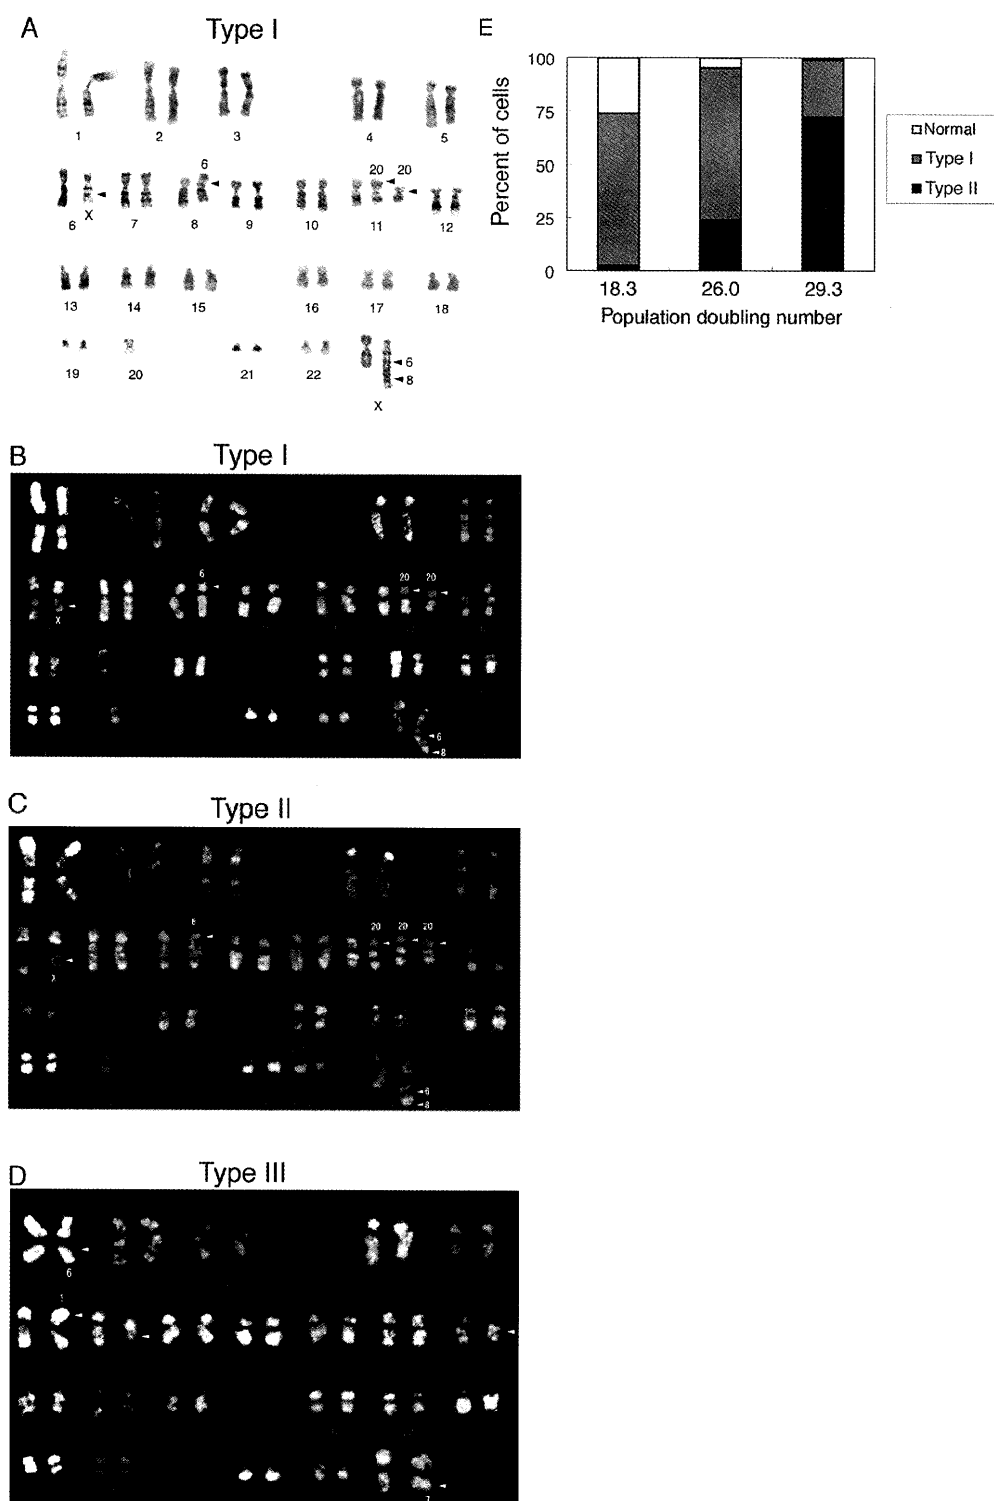 A Type I
1 2 3 4 5
6 20 20
X
6 7 8 9 10 11 12
13 14 15 16 17 18
6
8
19 20 21 22
X
E
Percent of cells
100
75
50
25
0
18.3 26.0 29.3
Population doubling number
Normal
Type I
Type II
B Type I
6 20 20
X
6
8
C Type II
20 20 20
6
8
D Type III
6
1